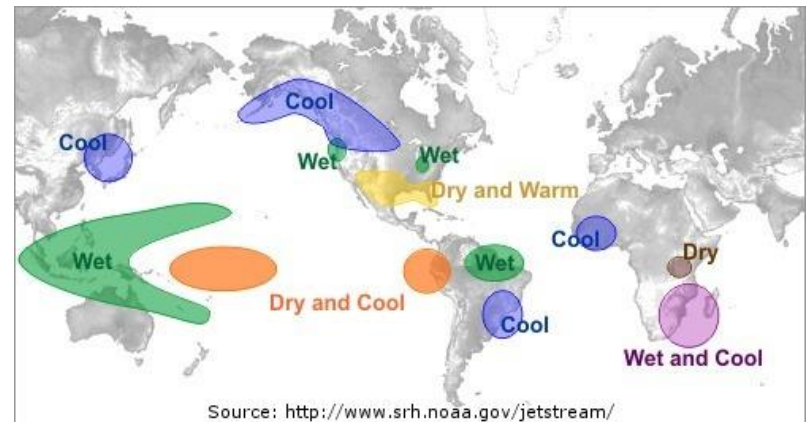 Cool
Cool
Wet
Wet
Dry and Warm
Cool
Dry
Wet
Wet
Dry and Cool
Cool
Wet and Cool
Source: http://www.srh.noaa.gov/jetstream/